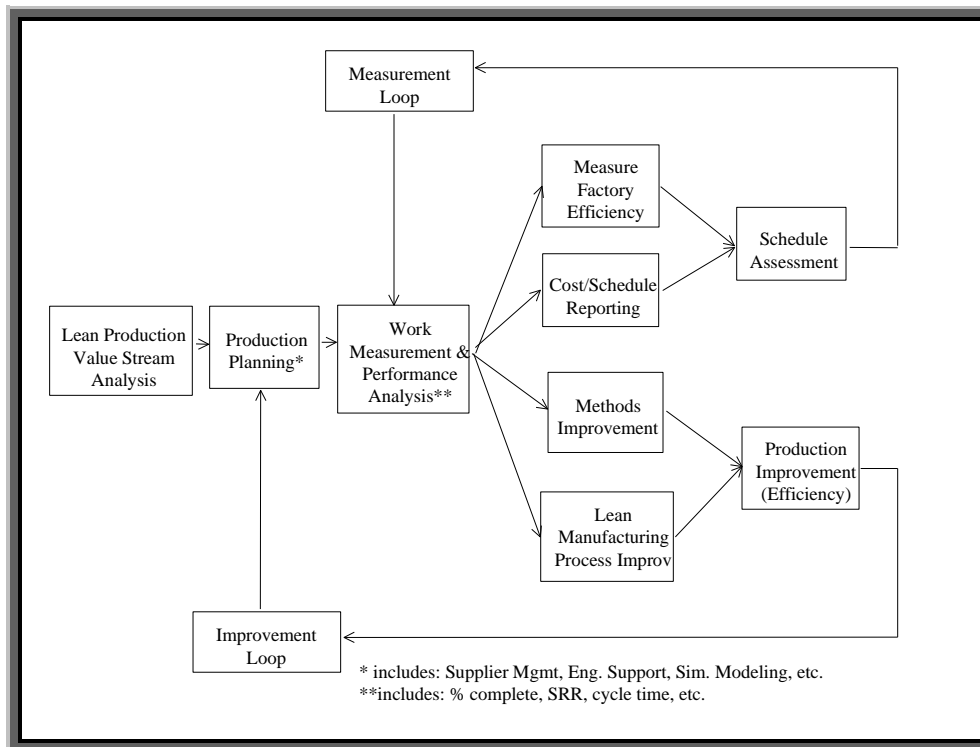 Measurement
Loop
Measure
Factory
Efficiency
Schedule
Assessment
Cost/Schedule
Reporting
Lean Production
Value Stream
Analysis
Production
Planning*
Work
Measurement &
Performance
Analysis**
Methods
Improvement
Production
Improvement
(Efficiency)
Lean
Manufacturing
Process Improv
Improvement
Loop
* includes: Supplier Mgmt, Eng. Support, Sim. Modeling, etc.
**includes: % complete, SRR, cycle time, etc.